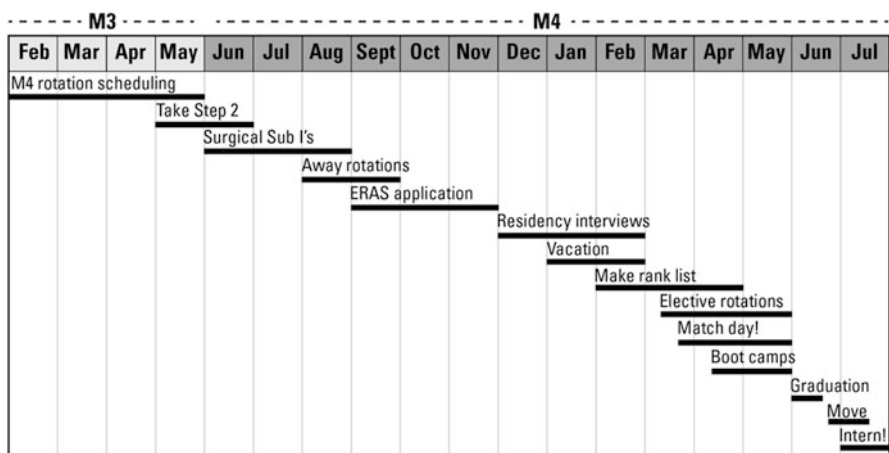 M3 M4
Feb Mar Apr May Jun Jul Aug Sept Oct Nov Dec Jan Feb Mar Apr May Jun Jul
M4 rotation scheduling
Take Step 2
Surgical Sub I's
Away rotations
ERAS application
Residency interviews
Vacation
Make rank list
Elective rotations
Match day!
Boot camps
Graduation
Move
Intern!